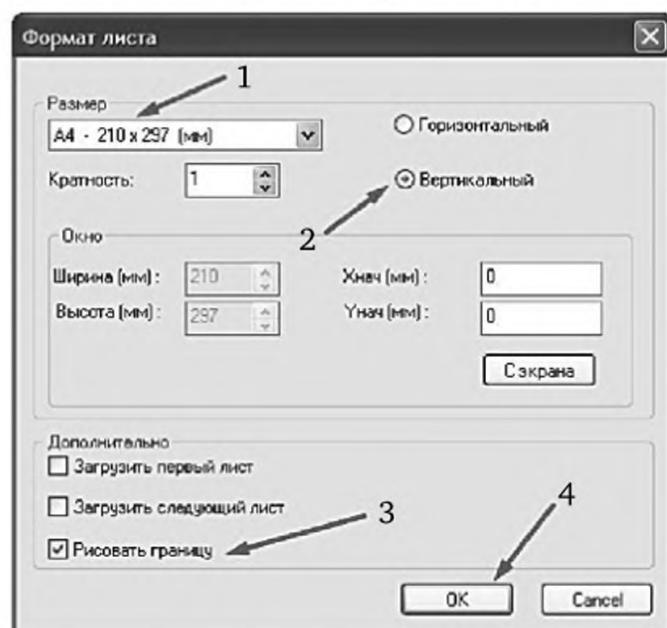 Формат листа
1
Размер
A4 - 210 x 297 (мм)
Горизонтальный
Кратность: 1
Вертикальный
2
Окно
Ширина (мм) : 210 Xнач (мм) : 0
Высота (мм) : 297 Yнач (мм) : 0
С экрана
Дополнительно
Загрузить первый лист
Загрузить следующий лист
3
4
Рисовать границу
OK Cancel